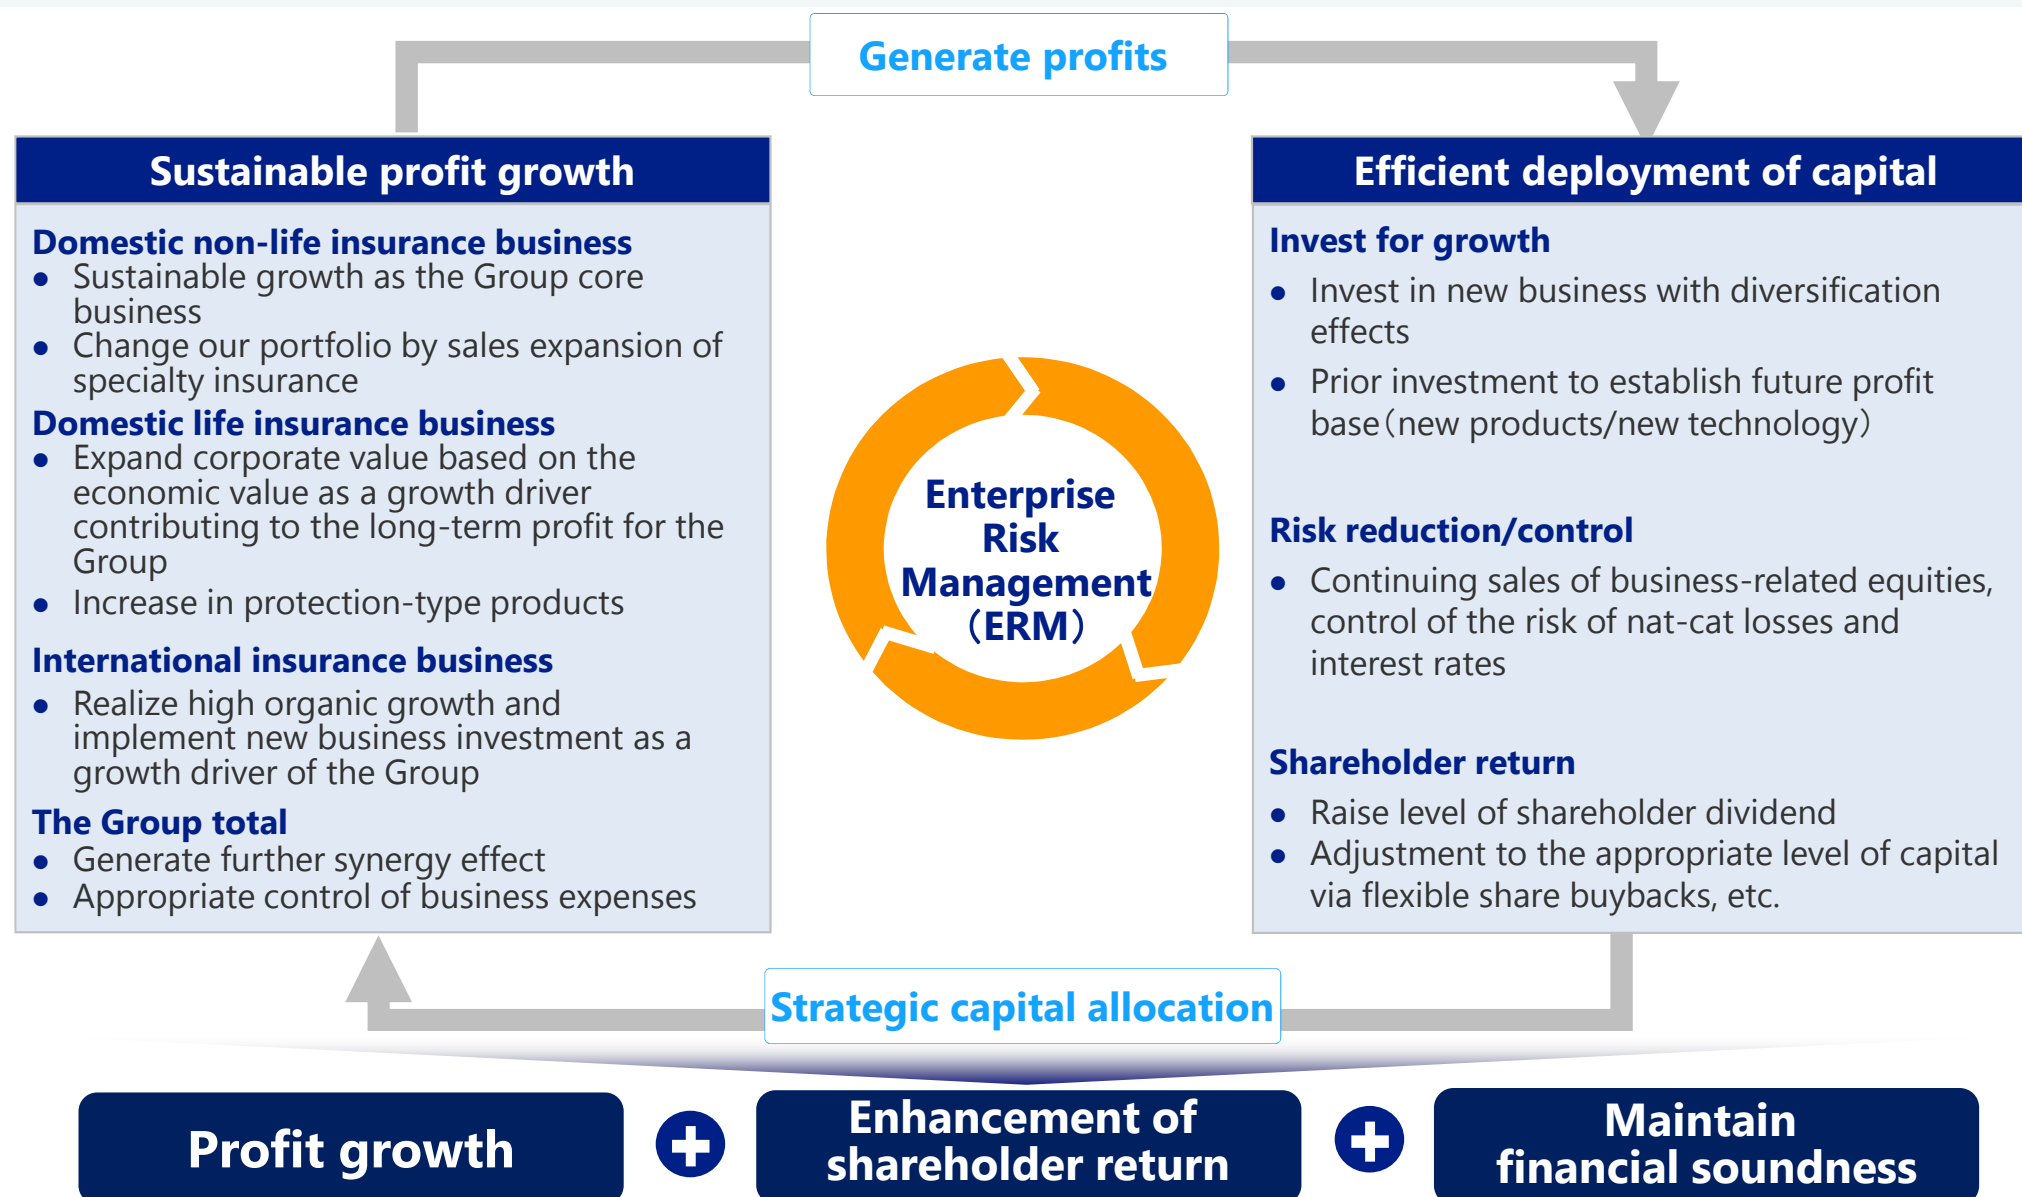 Generate profits
Sustainable profit growth
Domestic non-life insurance business
● Sustainable growth as the Group core
business
● Change our portfolio by sales expansion of
specialty insurance
Domestic life insurance business
● Expand corporate value based on the
economic value as a growth driver
contributing to the long-term profit for the
Group
● Increase in protection-type products
International insurance business
● Realize high organic growth and
implement new business investment as a
growth driver of the Group
The Group total
● Generate further synergy effect
● Appropriate control of business expenses
Enterprise
Risk
Management
（ERM）
Efficient deployment of capital
Invest for growth
● Invest in new business with diversification
effects
● Prior investment to establish future profit
base（new products/new technology）
Risk reduction/control
● Continuing sales of business-related equities,
control of the risk of nat-cat losses and
interest rates
Shareholder return
● Raise level of shareholder dividend
● Adjustment to the appropriate level of capital
via flexible share buybacks, etc.
Strategic capital allocation
Profit growth
+
Enhancement of
shareholder return
+
Maintain
financial soundness